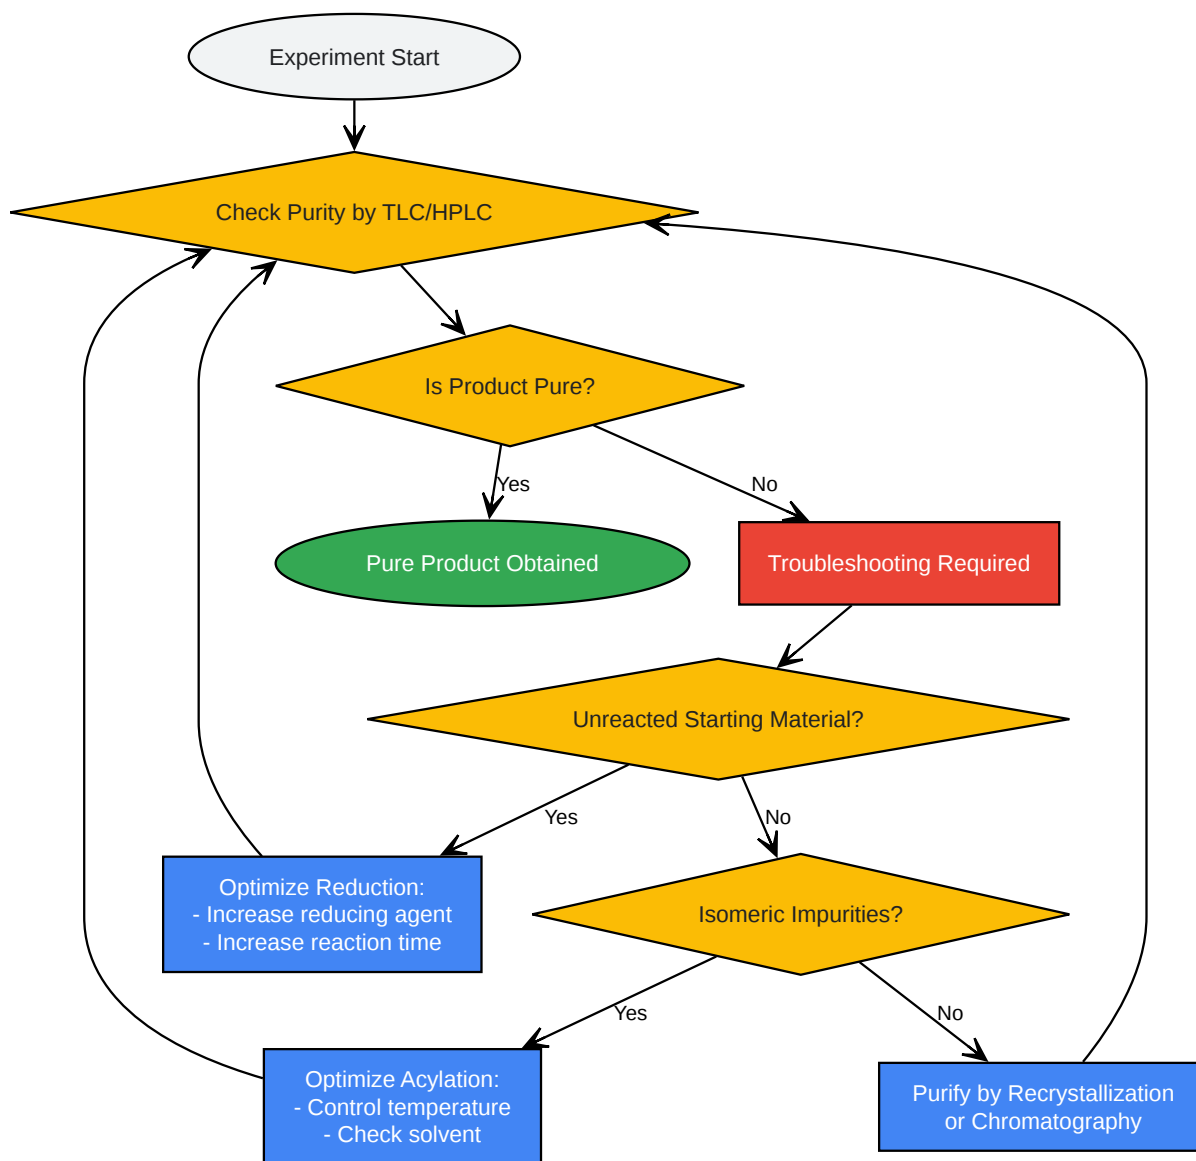 Experiment Start
Check Purity by TLC/HPLC
Is Product Pure?
Yes
No
Pure Product Obtained
Troubleshooting Required
Unreacted Starting Material?
Yes
No
Optimize Reduction:
- Increase reducing agent
- Increase reaction time
Isomeric Impurities?
Yes
No
Optimize Acylation:
- Control temperature
- Check solvent
Purify by Recrystallization
or Chromatography